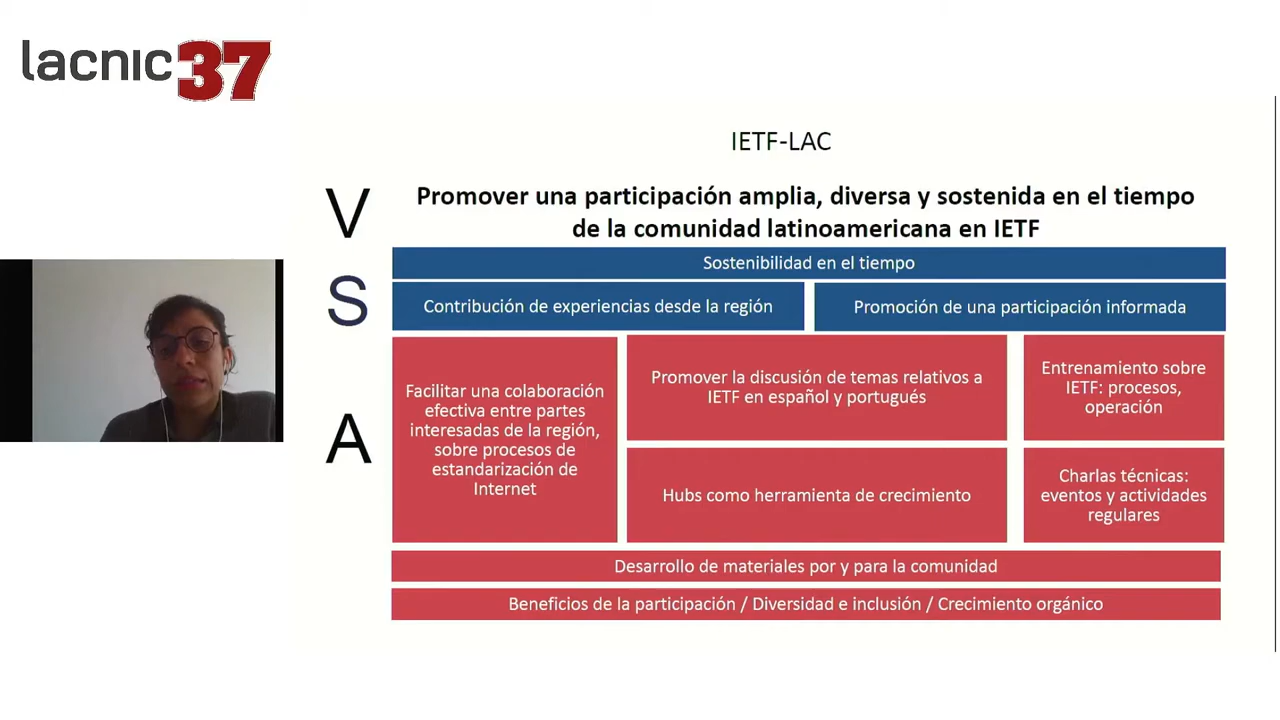 lacnic37
IETF-LAC
V
Promover una participación amplia, diversa y sostenida en el tiempo
de la comunidad latinoamericana en IETF
Sostenibilidad en el tiempo
S
Contribución de experiencias desde la región
Promoción de una participación informada
A
Facilitar una colaboración
efectiva entre partes
interesadas de la región,
sobre procesos de
estandarización de
Internet
Promover la discusión de temas relativos a
IETF en español y portugués
Entrenamiento sobre
IETF: procesos,
operación
Hubs como herramienta de crecimiento
Charlas técnicas:
eventos y actividades
regulares
Desarrollo de materiales por y para la comunidad
Beneficios de la participación / Diversidad e inclusión / Crecimiento orgánico